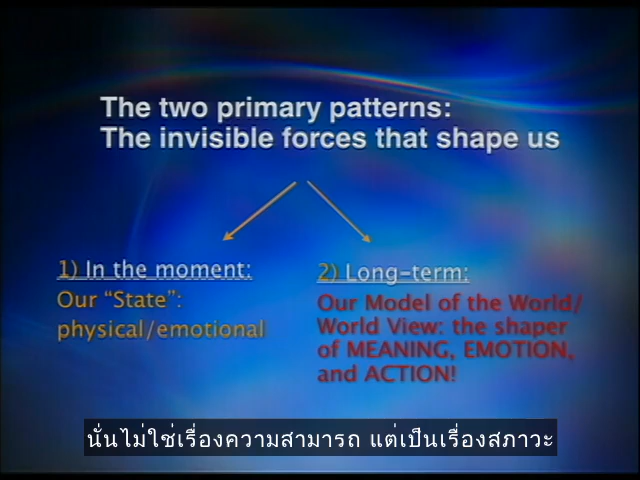 The two primary patterns:
The invisible forces that shape us
1) In the moment:
Our “State”:
physical/emotional
2) Long-term:
Our Model of the World/
World View: the shaper
of MEANING, EMOTION,
and ACTION!
นั่นไม่ใช่เรื่องความสามารถ แต่เป็นเรื่องสภาวะ